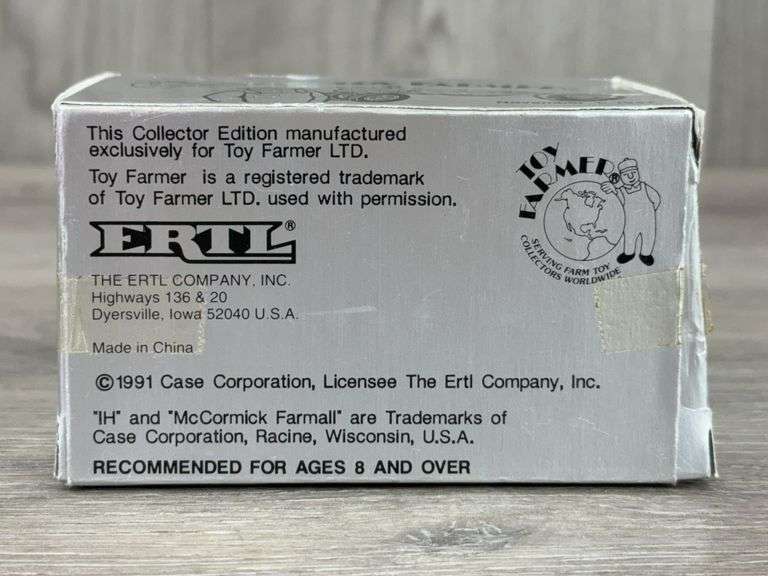 TOY FARMER
This Collector Edition manufactured
exclusively for Toy Farmer LTD.
Toy Farmer is a registered trademark
of Toy Farmer LTD. used with permission.
TOY
FARMER®
SERVING FARM TOY
COLLECTORS WORLDWIDE
ERTL®
THE ERTL COMPANY, INC.
Highways 136 & 20
Dyersville, Iowa 52040 U.S.A.
Made in China
©1991 Case Corporation, Licensee The Ertl Company, Inc.
"IH" and "McCormick Farmall" are Trademarks of
Case Corporation, Racine, Wisconsin, U.S.A.
RECOMMENDED FOR AGES 8 AND OVER